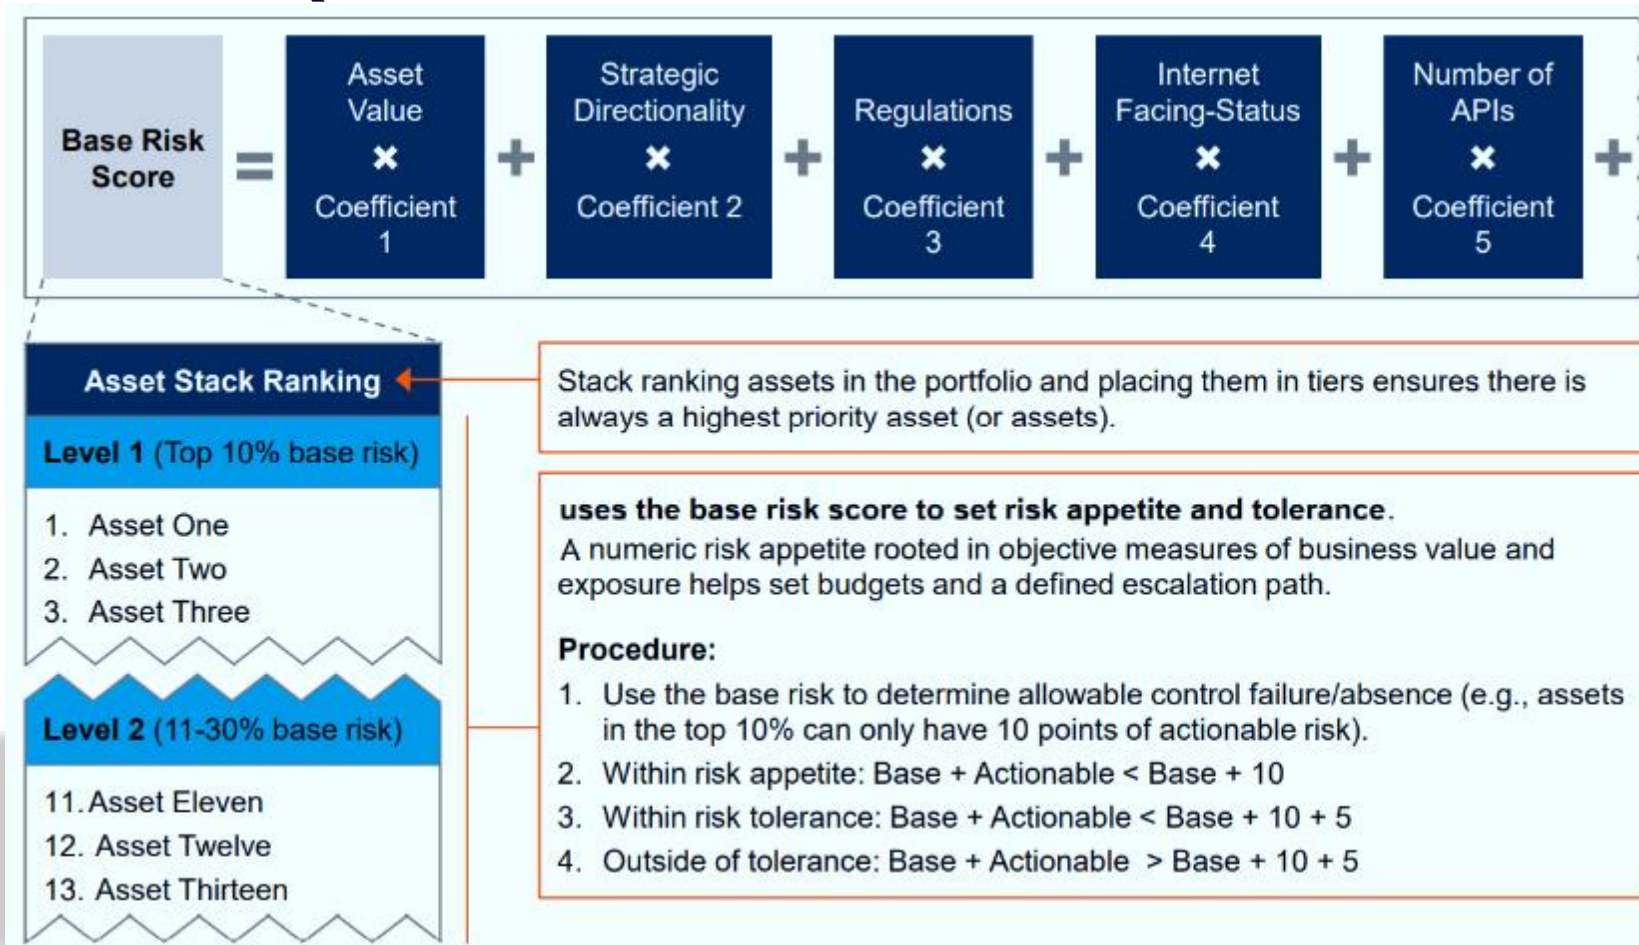 Base Risk
Score
=
Asset
Value
×
Coefficient
1
+
Strategic
Directionality
×
Coefficient 2
+
Regulations
×
Coefficient
3
+
Internet
Facing-Status
×
Coefficient
4
+
Number of
APIs
×
Coefficient
5
+
Asset Stack Ranking
Level 1 (Top 10% base risk)
1. Asset One
2. Asset Two
3. Asset Three
Level 2 (11-30% base risk)
11. Asset Eleven
12. Asset Twelve
13. Asset Thirteen
Stack ranking assets in the portfolio and placing them in tiers ensures there is
always a highest priority asset (or assets).
uses the base risk score to set risk appetite and tolerance.
A numeric risk appetite rooted in objective measures of business value and
exposure helps set budgets and a defined escalation path.
Procedure:
1. Use the base risk to determine allowable control failure/absence (e.g., assets
in the top 10% can only have 10 points of actionable risk).
2. Within risk appetite: Base + Actionable < Base + 10
3. Within risk tolerance: Base + Actionable < Base + 10 + 5
4. Outside of tolerance: Base + Actionable > Base + 10 + 5